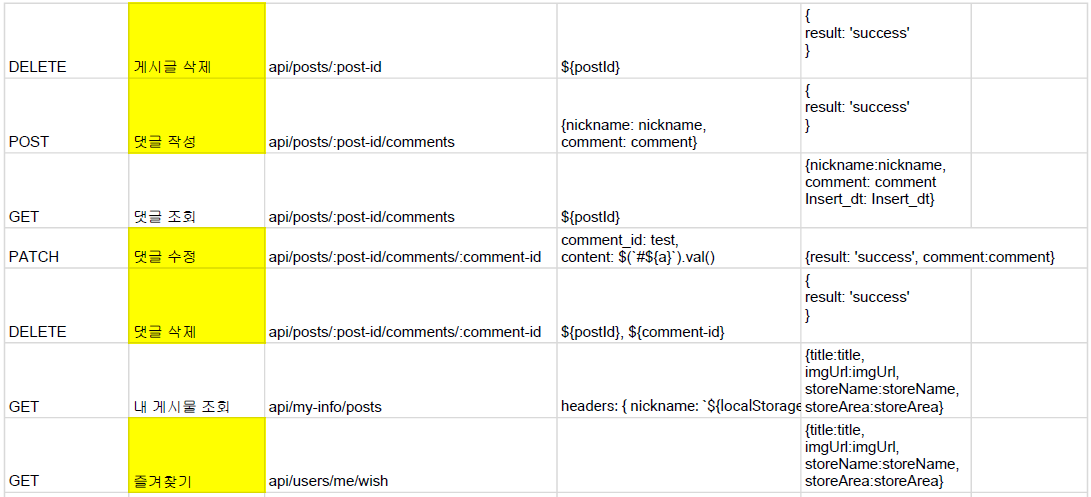 {
result: 'success'
}
DELETE 게시글 삭제 api/posts/:post-id ${postId}
{
result: 'success'
}
POST 댓글 작성 api/posts/:post-id/comments {nickname: nickname,
comment: comment}
{nickname:nickname,
comment: comment
Insert_dt: Insert_dt}
GET 댓글 조회 api/posts/:post-id/comments ${postId}
comment_id: test,
PATCH 댓글 수정 api/posts/:post-id/comments/:comment-id content: $(`#${a}`).val() {result: 'success', comment:comment}
{
result: 'success'
}
DELETE 댓글 삭제 api/posts/:post-id/comments/:comment-id ${postId}, ${comment-id}
{title:title,
imgUrl:imgUrl,
storeName:storeName,
GET 내 게시물 조회 api/my-info/posts headers: { nickname: `${localStorage storeArea:storeArea}
{title:title,
imgUrl:imgUrl,
storeName:storeName,
GET 즐겨찾기 api/users/me/wish storeArea:storeArea}